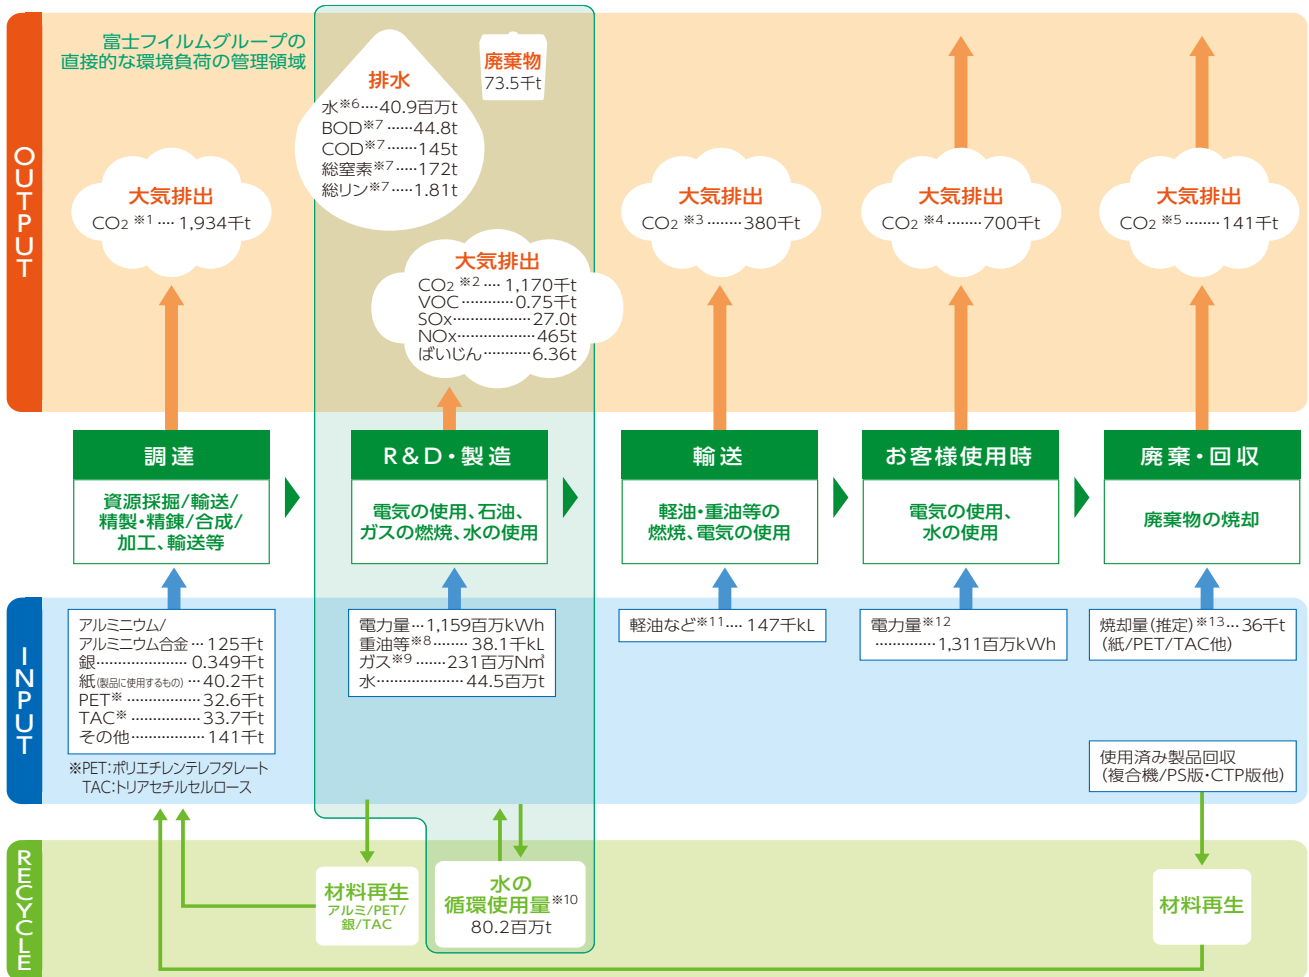 富士フイルムグループの
直接的な環境負荷の管理領域
OUTPUT
大気排出
CO2 ※1 ···· 1,934千t
排水
水※6····40.9百万t
BOD※7 ······44.8t
COD※7 ······145t
総窒素※7 ·····172t
総リン※7 ·····1.81t
廃棄物
73.5千t
大気排出
CO2 ※2 ···· 1,170千t
VOC············0.75千t
SOx··················27.0t
NOx··················465t
ばいじん···········6.36t
大気排出
CO2 ※3 ········380千t
大気排出
CO2 ※4 ········700千t
大気排出
CO2 ※5 ········141千t
調達
資源採掘/輸送/
精製・精錬/合成/
加工、輸送等
R&D・製造
電気の使用、石油、
ガスの燃焼、水の使用
輸送
軽油・重油等の
燃焼、電気の使用
お客様使用時
電気の使用、
水の使用
廃棄・回収
廃棄物の焼却
INPUT
アルミニウム/
アルミニウム合金 ··· 125千t
銀···················· 0.349千t
紙(製品に使用するもの) ···40.2千t
PET※ ················32.6千t
TAC※ ················33.7千t
その他·················141千t
※PET:ポリエチレンテレフタレート
TAC:トリアセチルセルロース
電力量···1,159百万kWh
重油等※8········ 38.1千kL
ガス※9 ······231百万N㎥
水···················44.5百万t
軽油など※11···· 147千kL
電力量※12
··············1,311百万kWh
焼却量(推定)※13···36千t
(紙/PET/TAC他)
使用済み製品回収
(複合機/PS版・CTP版他)
RECYCLE
材料再生
アルミ/PET/
銀/TAC
水の
循環使用量※10
80.2百万t
材料再生